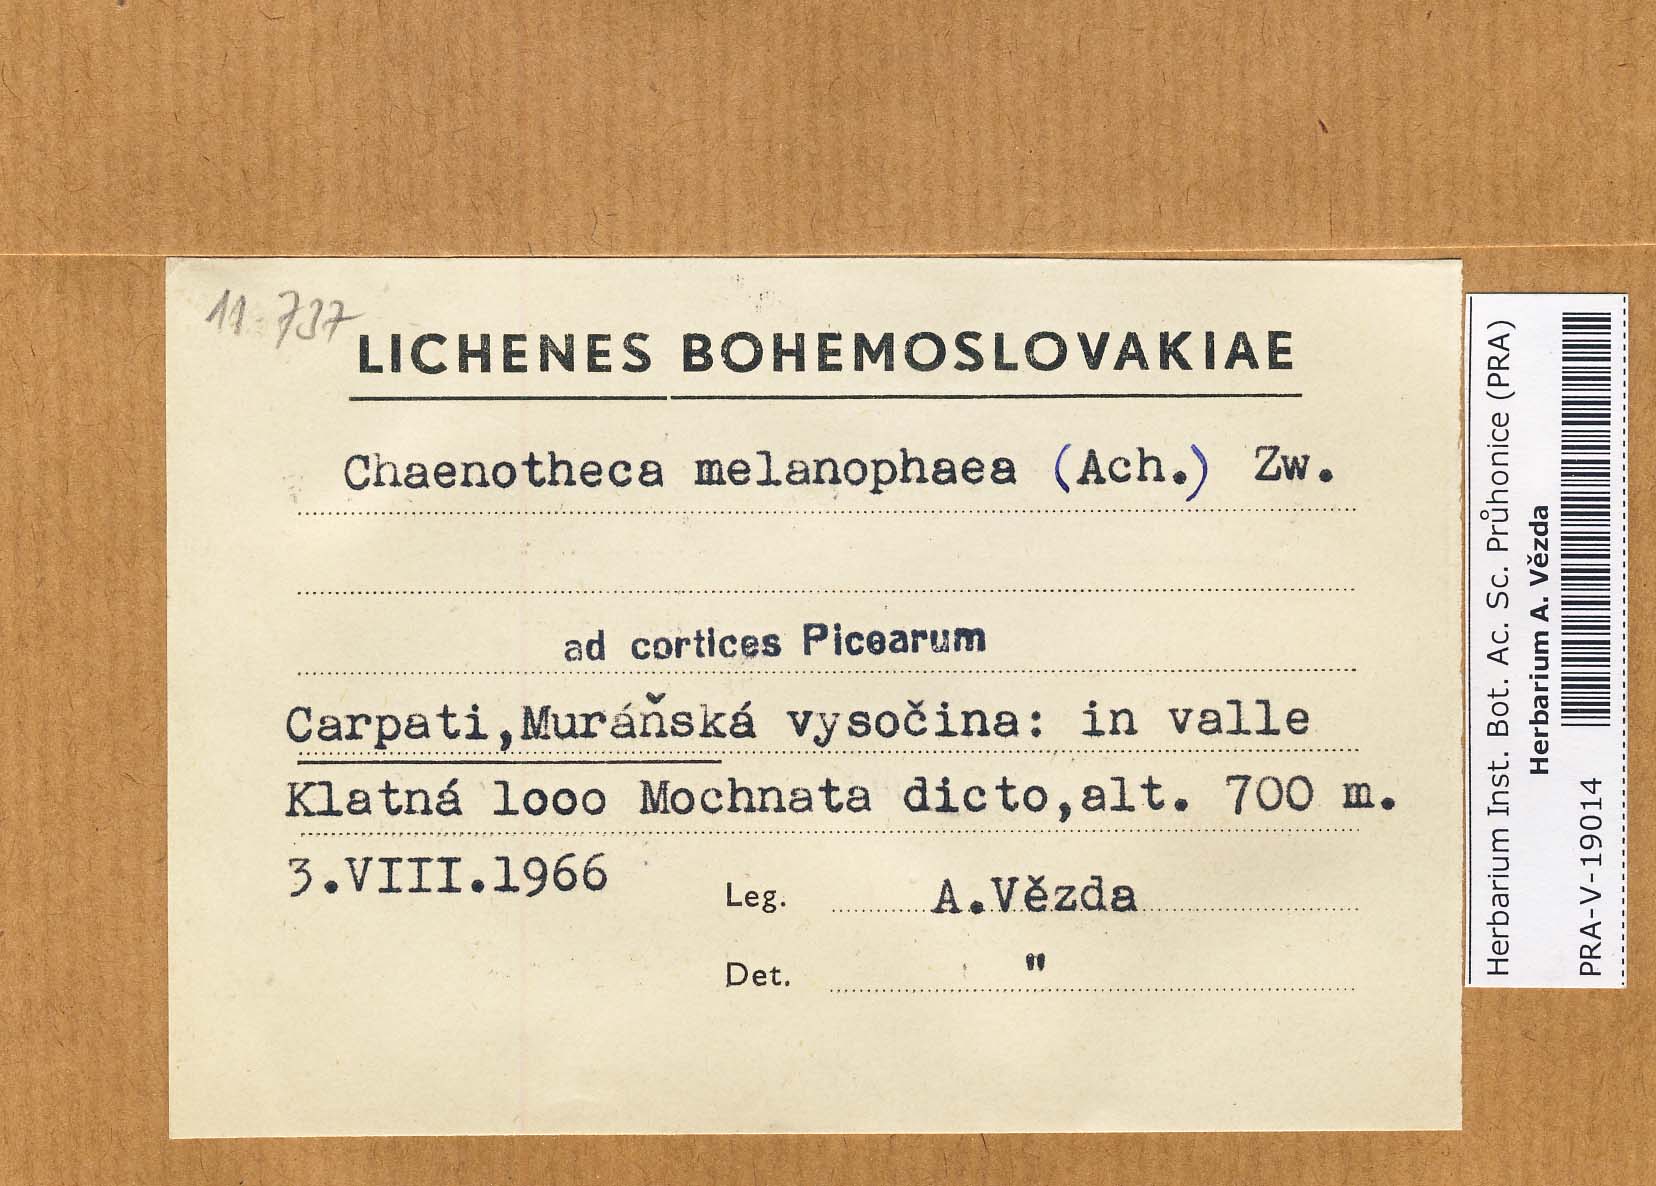 11 737
LICHENES BOHEMOSLOVAKIAE
Chaenotheca melanophaea (Ach.) Zw.
ad cortices Picearum
Carpati,Muráňská vysočina: in valle
Klatná looo Mochnata dicto,alt. 700 m.
3.VIII.1966
Leg. A.Vězda
Det. "
Herbarium Inst. Bot. Ac. Sc. Průhonice (PRA)
Herbarium A. Vězda
PRA-V-19014